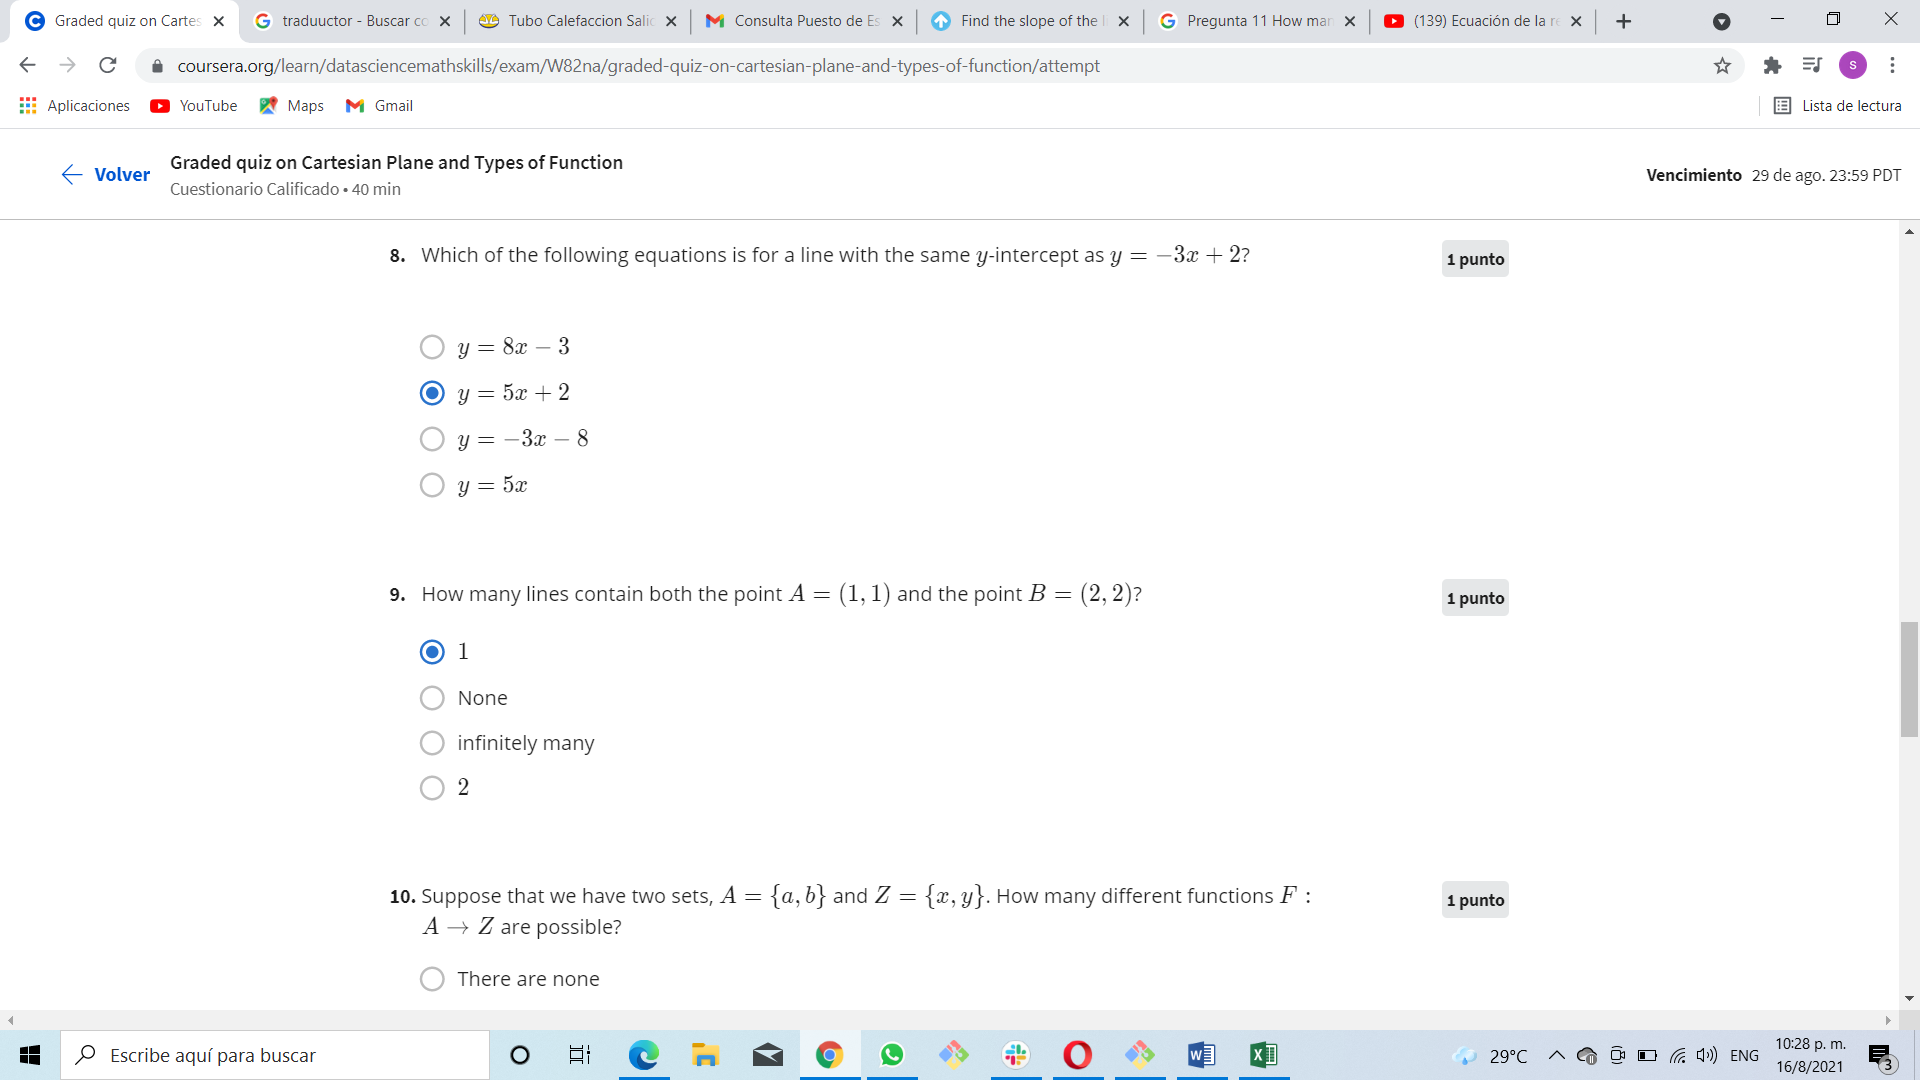 Graded quiz on Cartes
traduuctor - Buscar co
Tubo Calefaccion Salic
Consulta Puesto de Es
Find the slope of the l
Pregunta 11 How man
(139) Ecuación de la re
coursera.org/learn/datasciencemathskills/exam/W82na/graded-quiz-on-cartesian-plane-and-types-of-function/attempt
s
Aplicaciones
YouTube
Maps
Gmail
Lista de lectura
Volver
Graded quiz on Cartesian Plane and Types of Function
Cuestionario Calificado • 40 min
Vencimiento 29 de ago. 23:59 PDT
8. Which of the following equations is for a line with the same y-intercept as y = −3x + 2?
1 punto
y = 8x − 3
y = 5x + 2
y = −3x − 8
y = 5x
9. How many lines contain both the point A = (1, 1) and the point B = (2, 2)?
1 punto
1
None
infinitely many
2
10. Suppose that we have two sets, A = {a, b} and Z = {x, y}. How many different functions F :
A → Z are possible?
1 punto
There are none
Escribe aquí para buscar
29°C
ENG
10:28 p. m.
16/8/2021
3